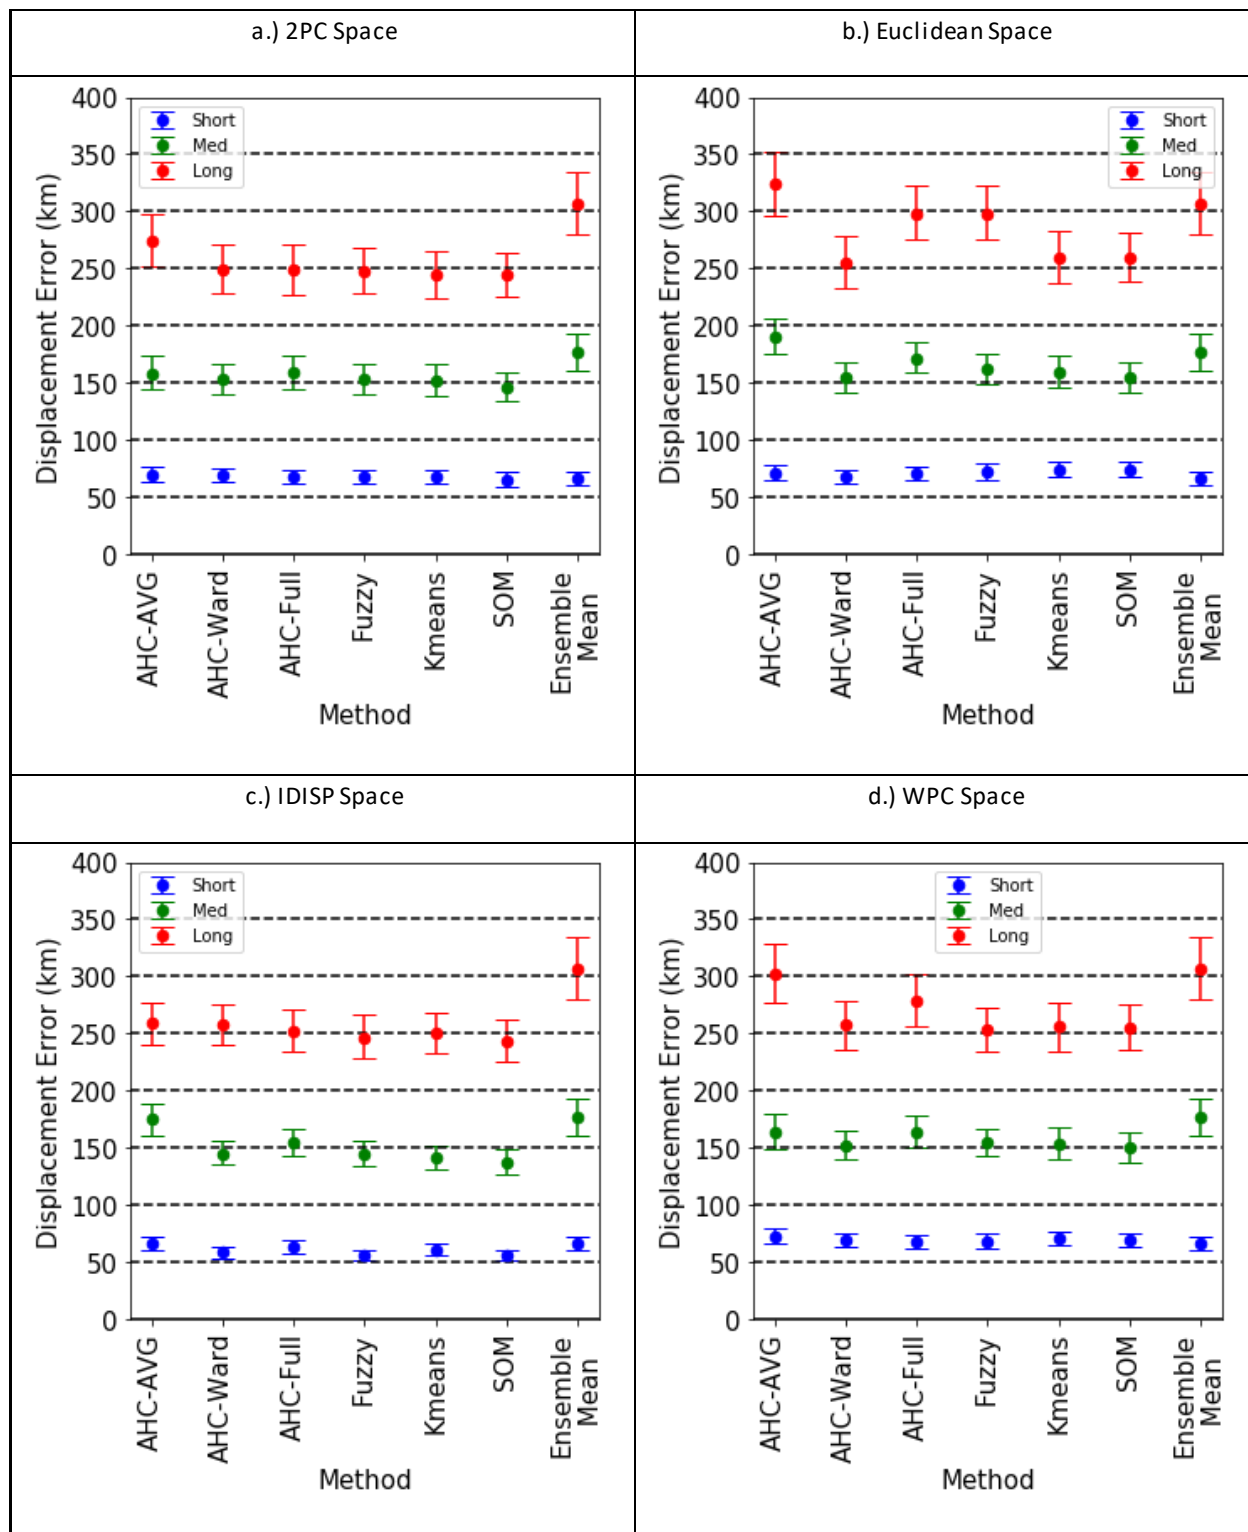 a.) 2PC Space
b.) Euclidean Space
400
350
300
250
200
150
100
50
0
Displacement Error (km)
Short
Med
Long
AHC-AVG
AHC-Ward
AHC-Full
Fuzzy
Kmeans
SOM
Ensemble
Mean
Method
400
350
300
250
200
150
100
50
0
Displacement Error (km)
Short
Med
Long
AHC-AVG
AHC-Ward
AHC-Full
Fuzzy
Kmeans
SOM
Ensemble
Mean
Method
c.) IDISP Space
d.) WPC Space
400
350
300
250
200
150
100
50
0
Displacement Error (km)
Short
Med
Long
AHC-AVG
AHC-Ward
AHC-Full
Fuzzy
Kmeans
SOM
Ensemble
Mean
Method
400
350
300
250
200
150
100
50
0
Displacement Error (km)
Short
Med
Long
AHC-AVG
AHC-Ward
AHC-Full
Fuzzy
Kmeans
SOM
Ensemble
Mean
Method